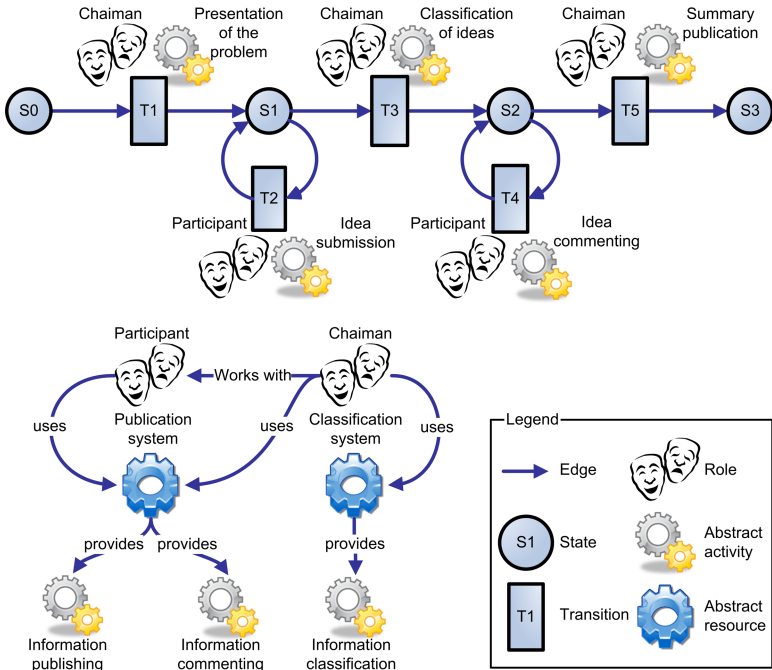 Chaiman
Presentation
of the
problem
Chaiman
Classification
of ideas
Chaiman
Summary
publication
S0
T1
S1
T3
S2
T5
S3
T2
T4
Participant
Idea
submission
Participant
Idea
commenting
Participant
Chaiman
Works with
uses
Publication
system
uses
Classification
system
uses
provides
provides
provides
Information
publishing
Information
commenting
Information
classification
Legend
Edge
Role
S1
State
Abstract
activity
T1
Transition
Abstract
resource